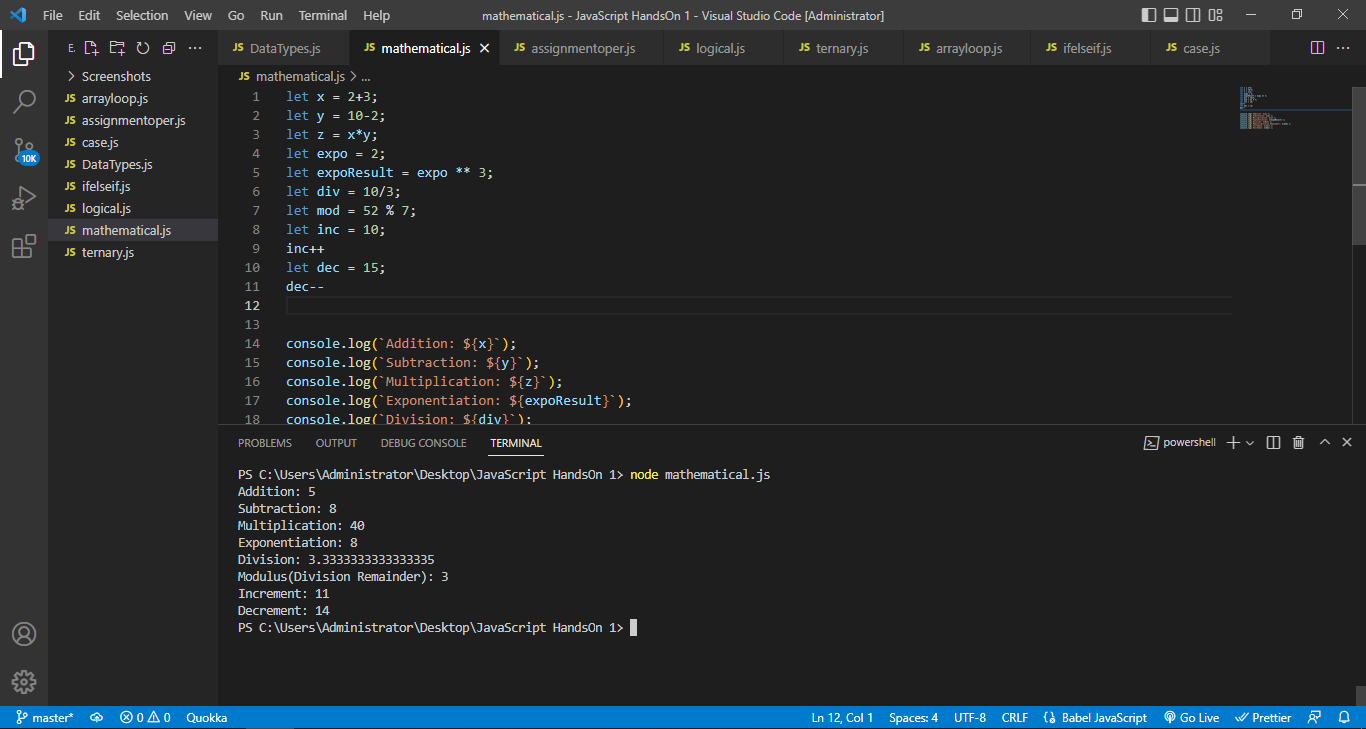 File Edit Selection View Go Run Terminal Help mathematical.js - JavaScript HandsOn 1 - Visual Studio Code [Administrator]
E.
JS DataTypes.js JS mathematical.js JS assignmentoper.js JS logical.js JS ternary.js JS arrayloop.js JS ifelseif.js JS case.js
Screenshots
JS arrayloop.js
JS assignmentoper.js
JS case.js
JS DataTypes.js
JS ifelseif.js
JS logical.js
JS mathematical.js
JS ternary.js
10K
JS mathematical.js > ...
1 let x = 2+3;
2 let y = 10-2;
3 let z = x*y;
4 let expo = 2;
5 let expoResult = expo ** 3;
6 let div = 10/3;
7 let mod = 52 % 7;
8 let inc = 10;
9 inc++
10 let dec = 15;
11 dec--
12
13
14 console.log(`Addition: ${x}`);
15 console.log(`Subtraction: ${y}`);
16 console.log(`Multiplication: ${z}`);
17 console.log(`Exponentiation: ${expoResult}`);
18 console.log(`Division: ${div}`);
PROBLEMS OUTPUT DEBUG CONSOLE TERMINAL powershell
PS C:\Users\Administrator\Desktop\JavaScript HandsOn 1> node mathematical.js
Addition: 5
Subtraction: 8
Multiplication: 40
Exponentiation: 8
Division: 3.3333333333333335
Modulus(Division Remainder): 3
Increment: 11
Decrement: 14
PS C:\Users\Administrator\Desktop\JavaScript HandsOn 1>
master* 0 0 Quokka Ln 12, Col 1 Spaces: 4 UTF-8 CRLF Babel JavaScript Go Live Prettier